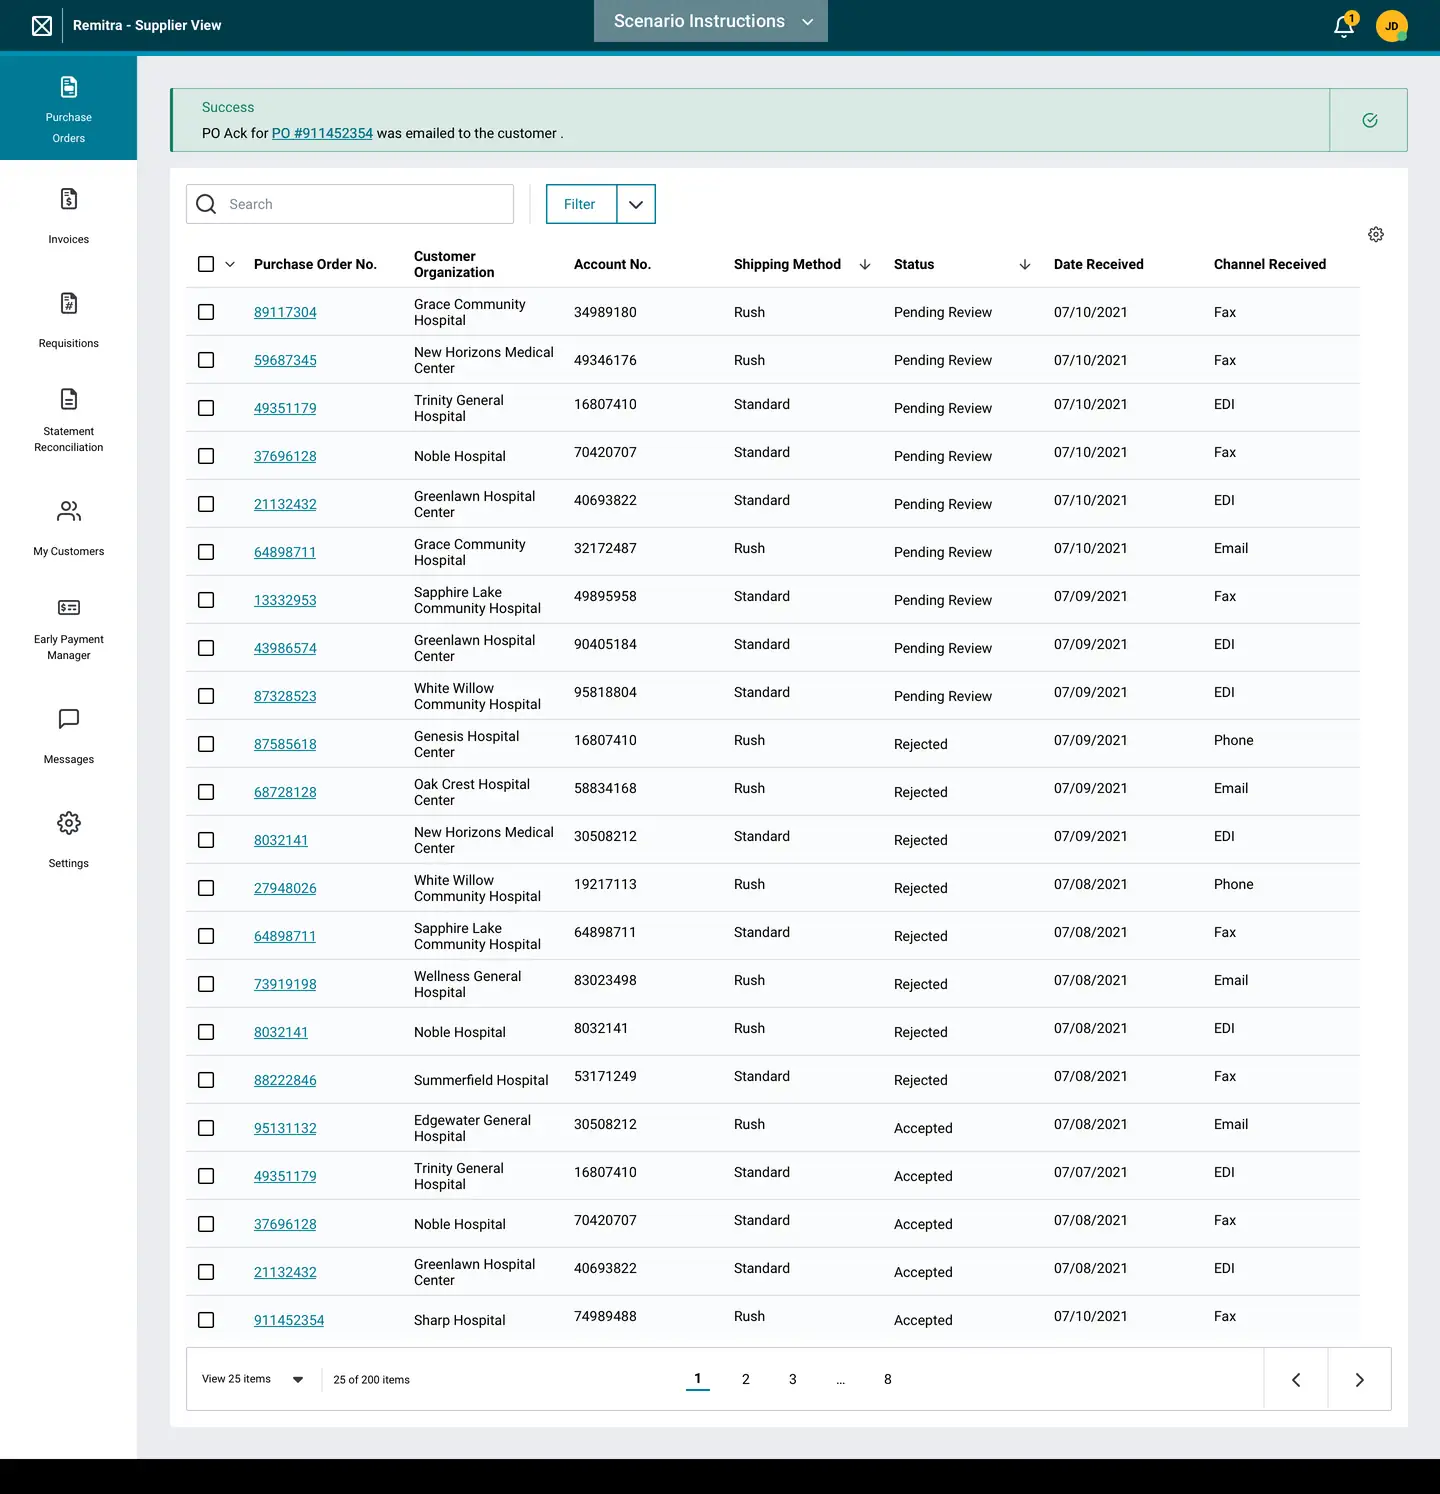 Remitra - Supplier View
Scenario Instructions
1
JD
Purchase
Orders
Invoices
Requisitions
Statement
Reconciliation
My Customers
Early Payment
Manager
Messages
Settings
Success
PO Ack for PO #911452354 was emailed to the customer .
Search
Filter
Purchase Order No. Customer Organization Account No. Shipping Method Status Date Received Channel Received
89117304 Grace Community Hospital 34989180 Rush Pending Review 07/10/2021 Fax
59687345 New Horizons Medical Center 49346176 Rush Pending Review 07/10/2021 Fax
49351179 Trinity General Hospital 16807410 Standard Pending Review 07/10/2021 EDI
37696128 Noble Hospital 70420707 Standard Pending Review 07/10/2021 Fax
21132432 Greenlawn Hospital Center 40693822 Standard Pending Review 07/10/2021 EDI
64898711 Grace Community Hospital 32172487 Rush Pending Review 07/10/2021 Email
13332953 Sapphire Lake Community Hospital 49895958 Standard Pending Review 07/09/2021 Fax
43986574 Greenlawn Hospital Center 90405184 Standard Pending Review 07/09/2021 EDI
87328523 White Willow Community Hospital 95818804 Standard Pending Review 07/09/2021 EDI
87585618 Genesis Hospital Center 16807410 Rush Rejected 07/09/2021 Phone
68728128 Oak Crest Hospital Center 58834168 Rush Rejected 07/09/2021 Email
8032141 New Horizons Medical Center 30508212 Standard Rejected 07/09/2021 EDI
27948026 White Willow Community Hospital 19217113 Rush Rejected 07/08/2021 Phone
64898711 Sapphire Lake Community Hospital 64898711 Standard Rejected 07/08/2021 Fax
73919198 Wellness General Hospital 83023498 Rush Rejected 07/08/2021 Email
8032141 Noble Hospital 8032141 Rush Rejected 07/08/2021 EDI
88222846 Summerfield Hospital 53171249 Standard Rejected 07/08/2021 Fax
95131132 Edgewater General Hospital 30508212 Rush Accepted 07/08/2021 Email
49351179 Trinity General Hospital 16807410 Standard Accepted 07/07/2021 EDI
37696128 Noble Hospital 70420707 Standard Accepted 07/08/2021 Fax
21132432 Greenlawn Hospital Center 40693822 Standard Accepted 07/08/2021 EDI
911452354 Sharp Hospital 74989488 Rush Accepted 07/10/2021 Fax
View 25 items 25 of 200 items 1 2 3 ... 8